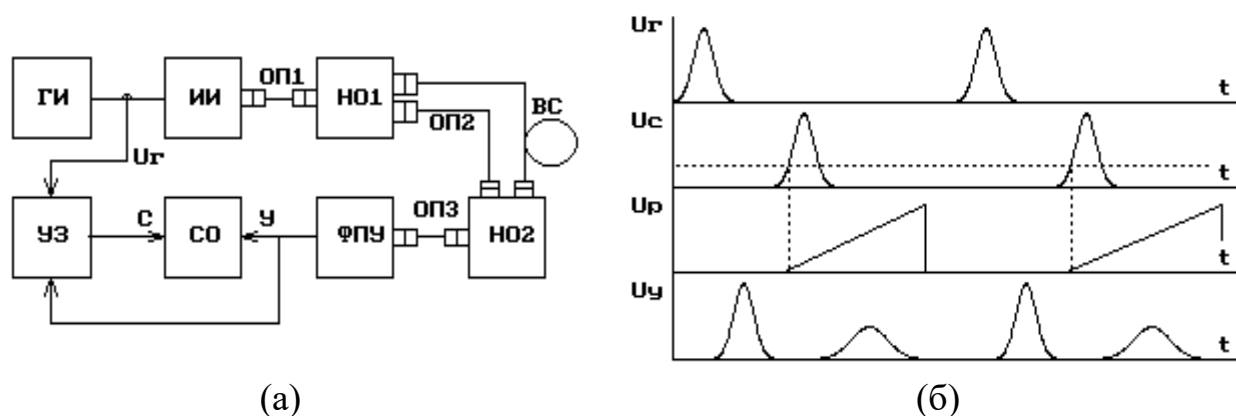 ГИ
ИИ
ОП1
НО1
ОП2
ВС
Uг
УЗ
С
СО
У
ФПУ
ОП3
НО2
(а)
Uг
t
Uс
t
Uр
t
Uу
t
(б)